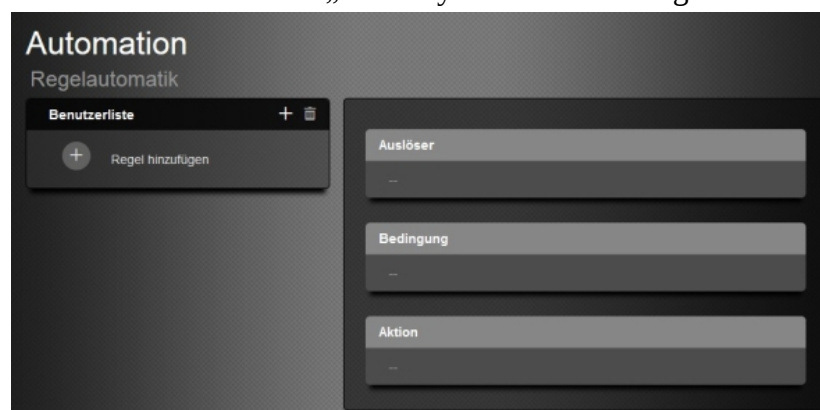 Automation
Regelautomatik
Benutzerliste
Regel hinzufügen
Auslöser
...
Bedingung
...
Aktion
...